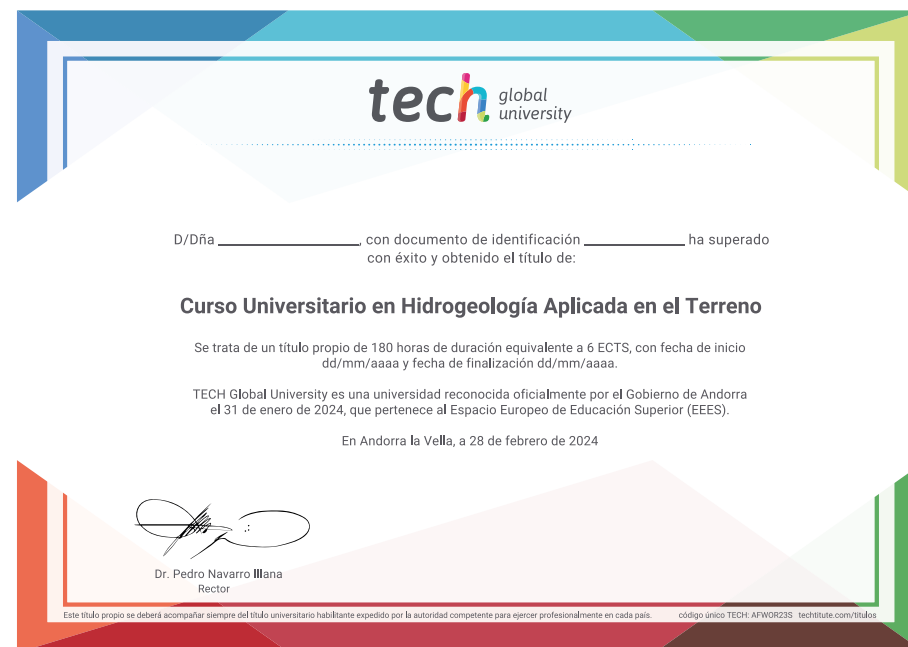 tech global university
D/Dña ____________________, con documento de identificación ______________ ha superado
con éxito y obtenido el título de:
Curso Universitario en Hidrogeología Aplicada en el Terreno
Se trata de un título propio de 180 horas de duración equivalente a 6 ECTS, con fecha de inicio
dd/mm/aaaa y fecha de finalización dd/mm/aaaa.
TECH Global University es una universidad reconocida oficialmente por el Gobierno de Andorra
el 31 de enero de 2024, que pertenece al Espacio Europeo de Educación Superior (EEES).
En Andorra la Vella, a 28 de febrero de 2024
Dr. Pedro Navarro Illana
Rector
Este título propio se deberá acompañar siempre del título universitario habilitante expedido por la autoridad competente para ejercer profesionalmente en cada país. código único TECH: AFWOR23S techtitute.com/titulos